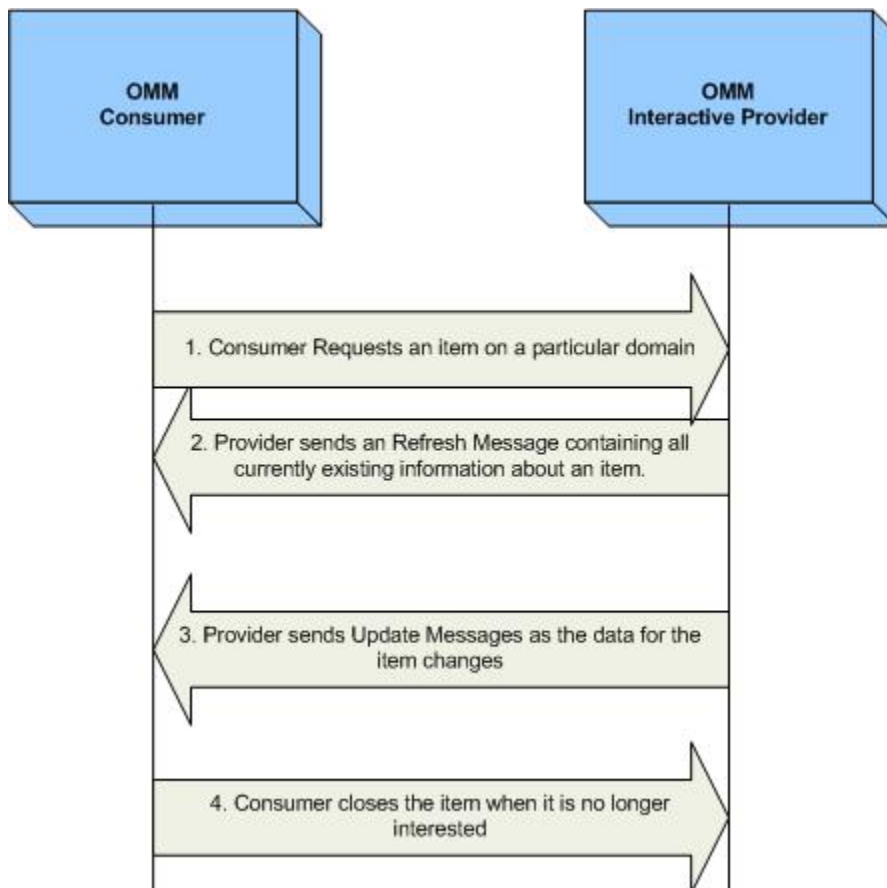 OMM
Consumer
OMM
Interactive Provider
1. Consumer Requests an item on a particular domain
2. Provider sends an Refresh Message containing all
currently existing information about an item.
3. Provider sends Update Messages as the data for the
item changes
4. Consumer closes the item when it is no longer
interested